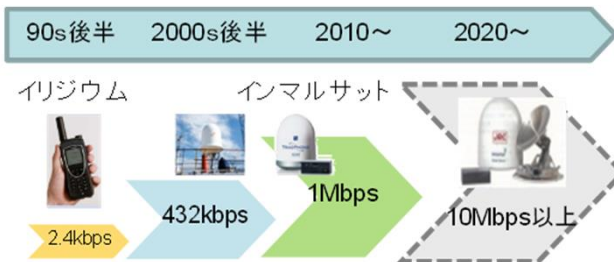 90s後半 2000s後半 2010～ 2020～
イリジウム インマルサット
2.4kbps
432kbps
1Mbps
10Mbps以上